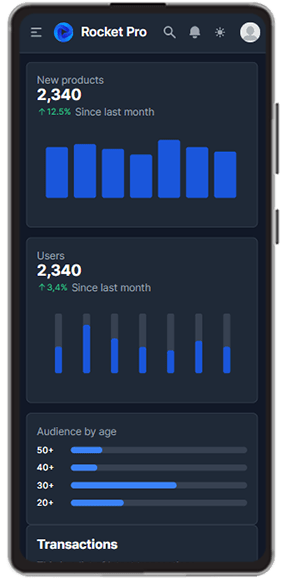 Rocket Pro
New products
2,340
↑12.5% Since last month
Users
2,340
↑3,4% Since last month
Audience by age
50+
40+
30+
20+
Transactions